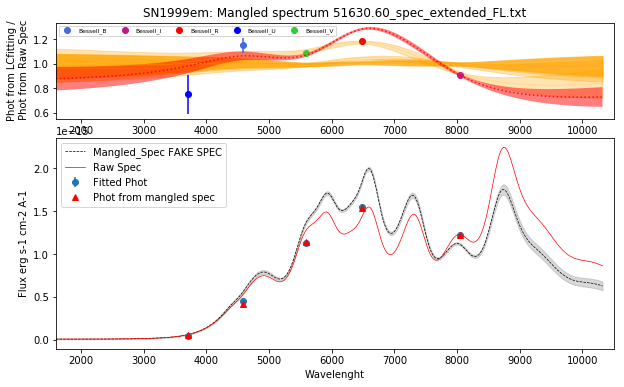 SN1999em: Mangled spectrum 51630.60_spec_extended_FL.txt
Phot from LCfitting /
Phot from Raw Spec
1.2
1.0
0.8
0.6
Bessell_B
Bessell_I
Bessell_R
Bessell_U
Bessell_V
2000 3000 4000 5000 6000 7000 8000 9000 10000
Flux erg s-1 cm-2 A-1
2.0
1.5
1.0
0.5
0.0
Mangled_Spec FAKE SPEC
Raw Spec
Fitted Phot
Phot from mangled spec
2000 3000 4000 5000 6000 7000 8000 9000 10000
Wavelenght